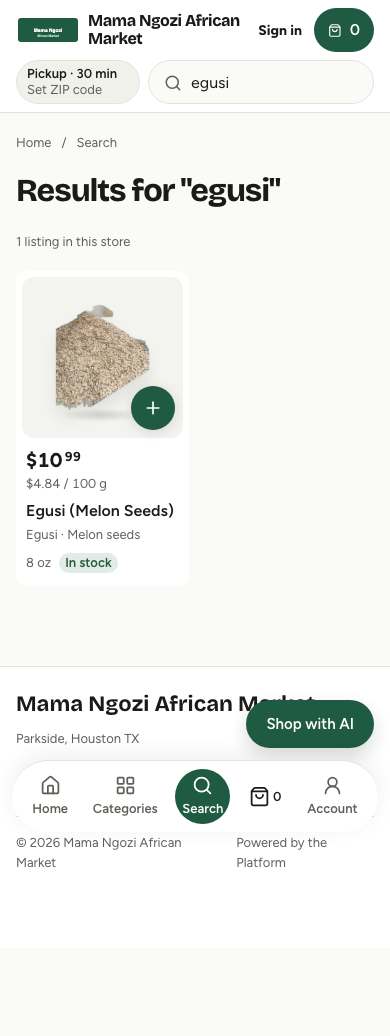 Mama Ngozi African
Market
Sign in
0
Pickup · 30 min
Set ZIP code
egusi
Home / Search
Results for "egusi"
1 listing in this store
$10.99
$4.84 / 100 g
Egusi (Melon Seeds)
Egusi · Melon seeds
8 oz In stock
Mama Ngozi African Market
Shop with AI
Parkside, Houston TX
Home
Categories
Search
0
Account
© 2026 Mama Ngozi African
Market
Powered by the
Platform